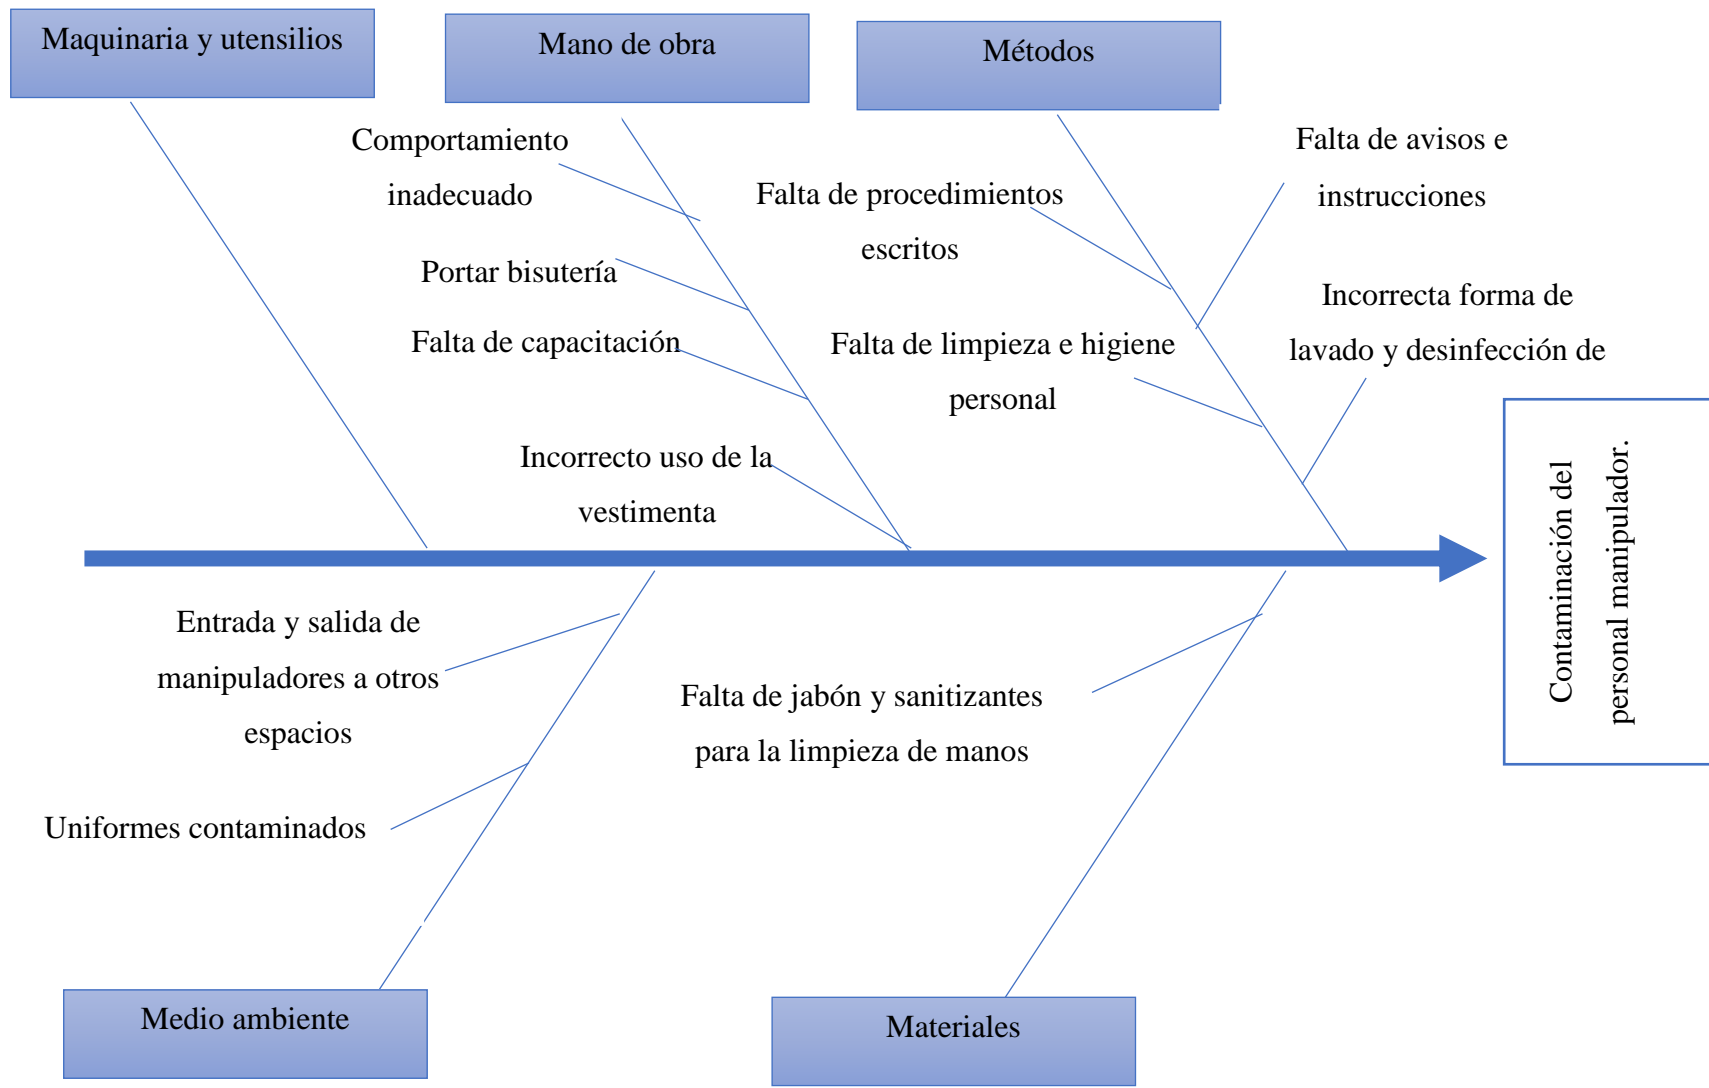 Maquinaria y utensilios
Mano de obra
Métodos
Comportamiento
inadecuado
Portar bisutería
Falta de capacitación
Incorrecto uso de la
vestimenta
Falta de procedimientos
escritos
Falta de limpieza e higiene
personal
Falta de avisos e
instrucciones
Incorrecta forma de
lavado y desinfección de
Contaminación del
personal manipulador.
Entrada y salida de
manipuladores a otros
espacios
Uniformes contaminados
Falta de jabón y sanitizantes
para la limpieza de manos
Medio ambiente
Materiales